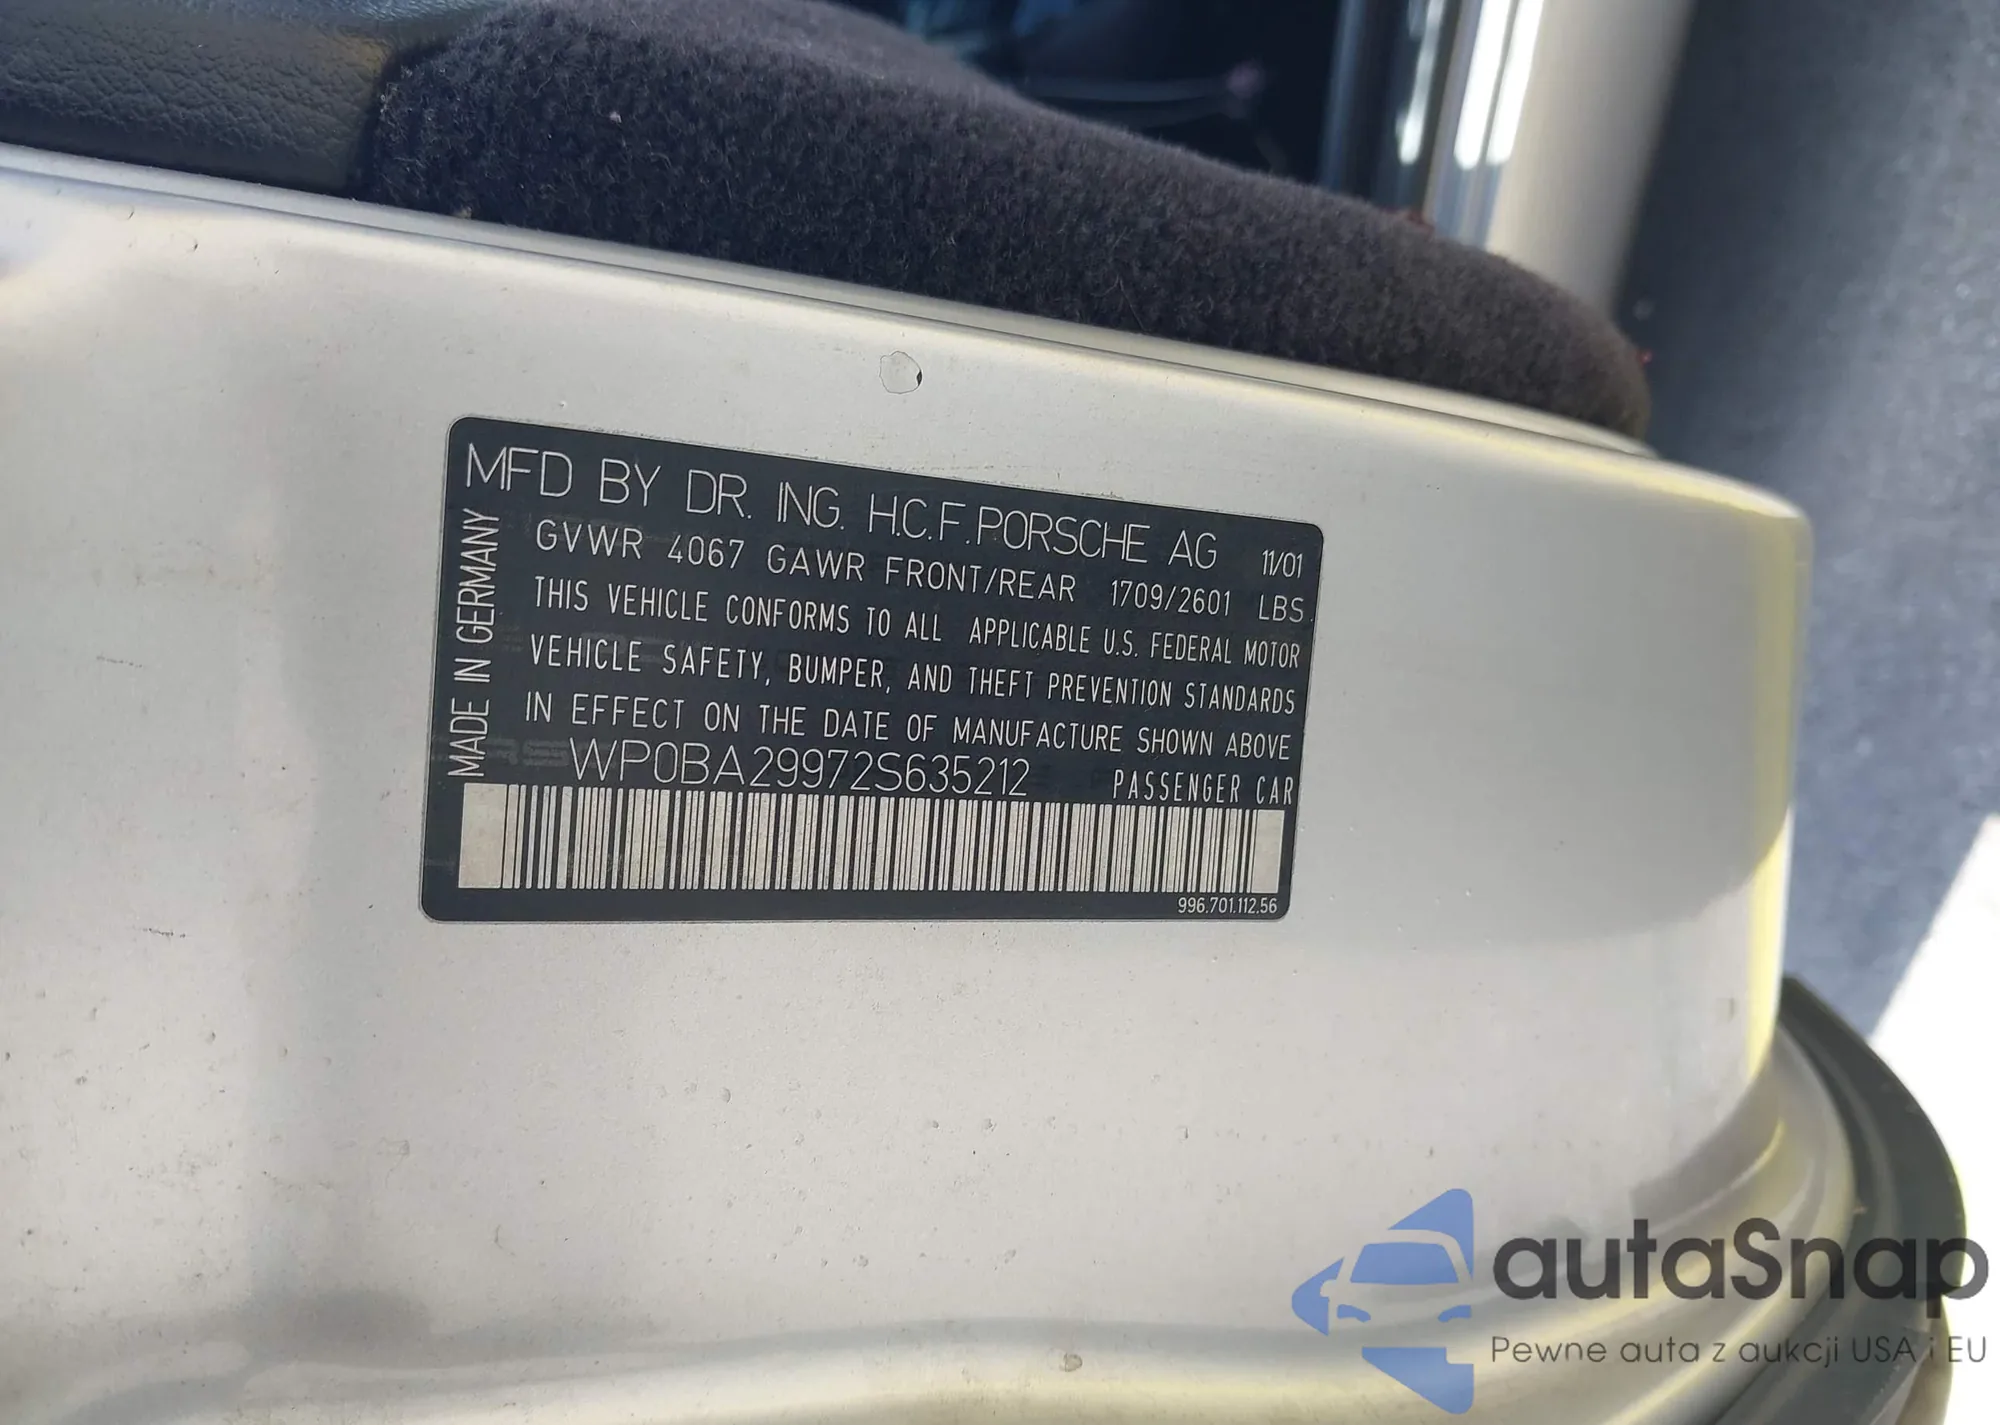 MFD BY DR. ING. H.C.F.PORSCHE AG 11/01
GVWR 4067 GAWR FRONT/REAR 1709/2601 LBS.
THIS VEHICLE CONFORMS TO ALL APPLICABLE U.S. FEDERAL MOTOR
VEHICLE SAFETY, BUMPER, AND THEFT PREVENTION STANDARDS
IN EFFECT ON THE DATE OF MANUFACTURE SHOWN ABOVE
WP0BA29972S635212 PASSENGER CAR
996.701.112.56
MADE IN GERMANY
autaSnap
Pewne auta z aukcji USA i EU